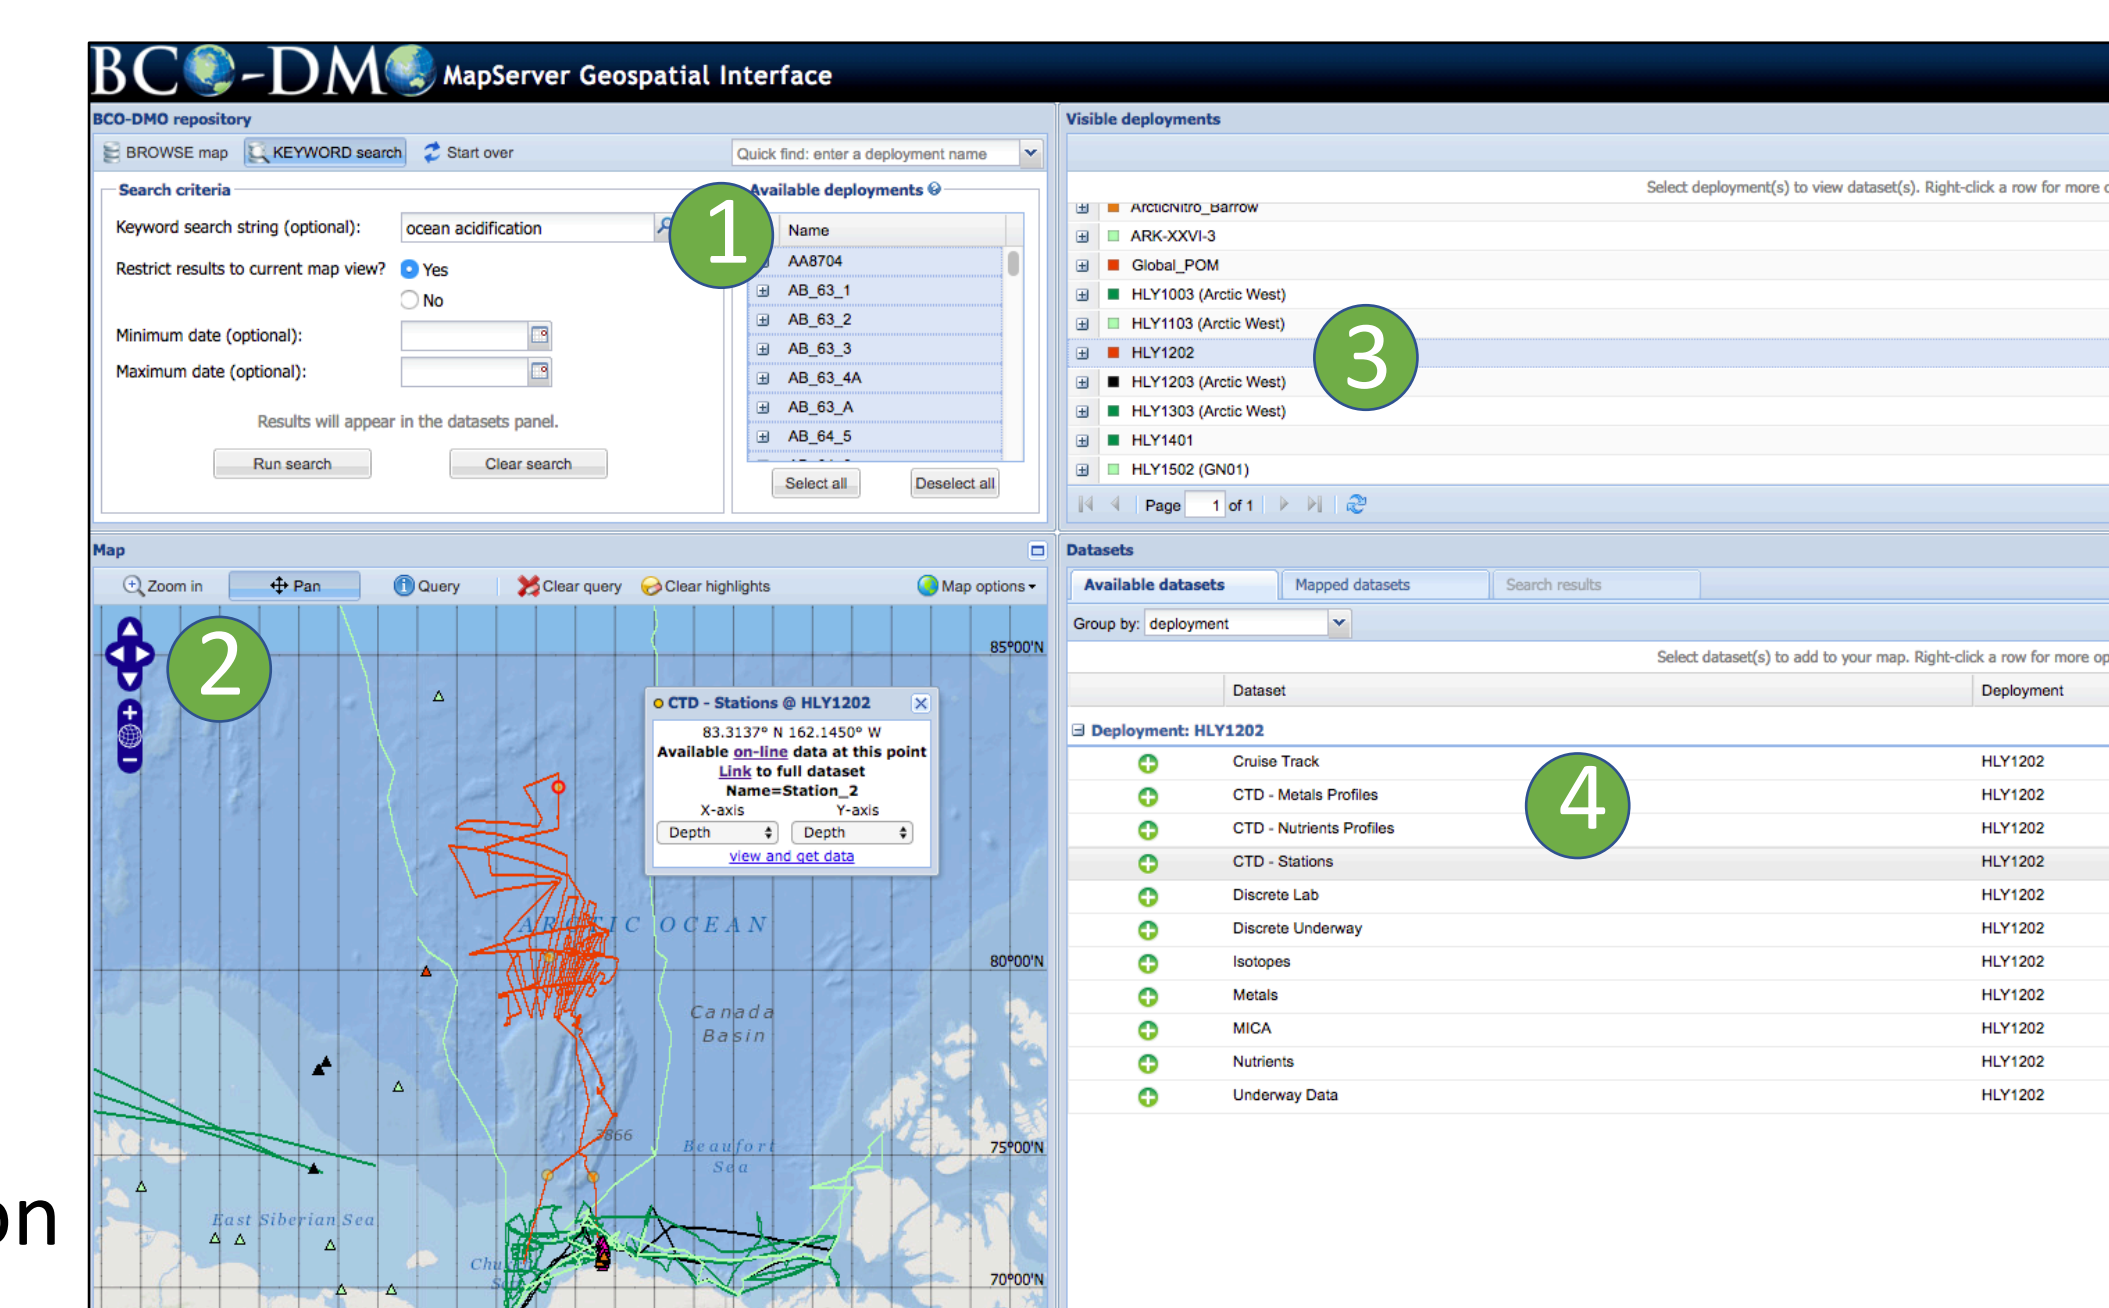 BCO-DMO MapServer Geospatial Interface
BCO-DMO repository
BROWSE map KEYWORD search Start over Quick find: enter a deployment name
Search criteria
Keyword search string (optional): ocean acidification
Restrict results to current map view? Yes
No
Minimum date (optional):
Maximum date (optional):
Results will appear in the datasets panel.
Run search Clear search
1
Available deployments
Name
AA8704
AB_63_1
AB_63_2
AB_63_3
AB_63_4A
AB_63_A
AB_64_5
Select all Deselect all
Visible deployments
Select deployment(s) to view dataset(s). Right-click a row for more
ArcticNitro_Barrow
ARK-XXVI-3
Global_POM
HLY1003 (Arctic West)
HLY1103 (Arctic West)
HLY1202
HLY1203 (Arctic West)
HLY1303 (Arctic West)
HLY1401
HLY1502 (GN01)
3
Page 1 of 1
Map
Zoom in Pan Query Clear query Clear highlights Map options
2
85°00'N
CTD - Stations @ HLY1202
83.3137° N 162.1450° W
Available on-line data at this point
Link to full dataset
Name=Station_2
X-axis Y-axis
Depth Depth
view and get data
ARCTIC OCEAN
80°00'N
Canada
Basin
3866
Beaufort
Sea
75°00'N
East Siberian Sea
70°00'N
Datasets
Available datasets Mapped datasets Search results
Group by: deployment
Select dataset(s) to add to your map. Right-click a row for more
Dataset Deployment
Deployment: HLY1202
Cruise Track HLY1202
CTD - Metals Profiles HLY1202
CTD - Nutrients Profiles HLY1202
CTD - Stations HLY1202
Discrete Lab HLY1202
Discrete Underway HLY1202
Isotopes HLY1202
Metals HLY1202
MICA HLY1202
Nutrients HLY1202
Underway Data HLY1202
4
on